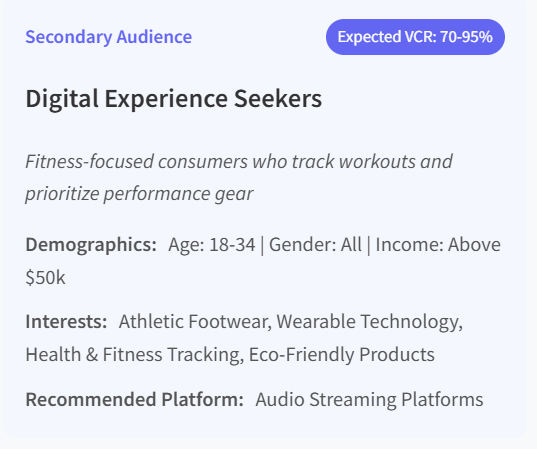 Secondary Audience
Expected VCR: 70-95%
Digital Experience Seekers
Fitness-focused consumers who track workouts and
prioritize performance gear
Demographics: Age: 18-34 | Gender: All | Income: Above
$50k
Interests: Athletic Footwear, Wearable Technology,
Health & Fitness Tracking, Eco-Friendly Products
Recommended Platform: Audio Streaming Platforms